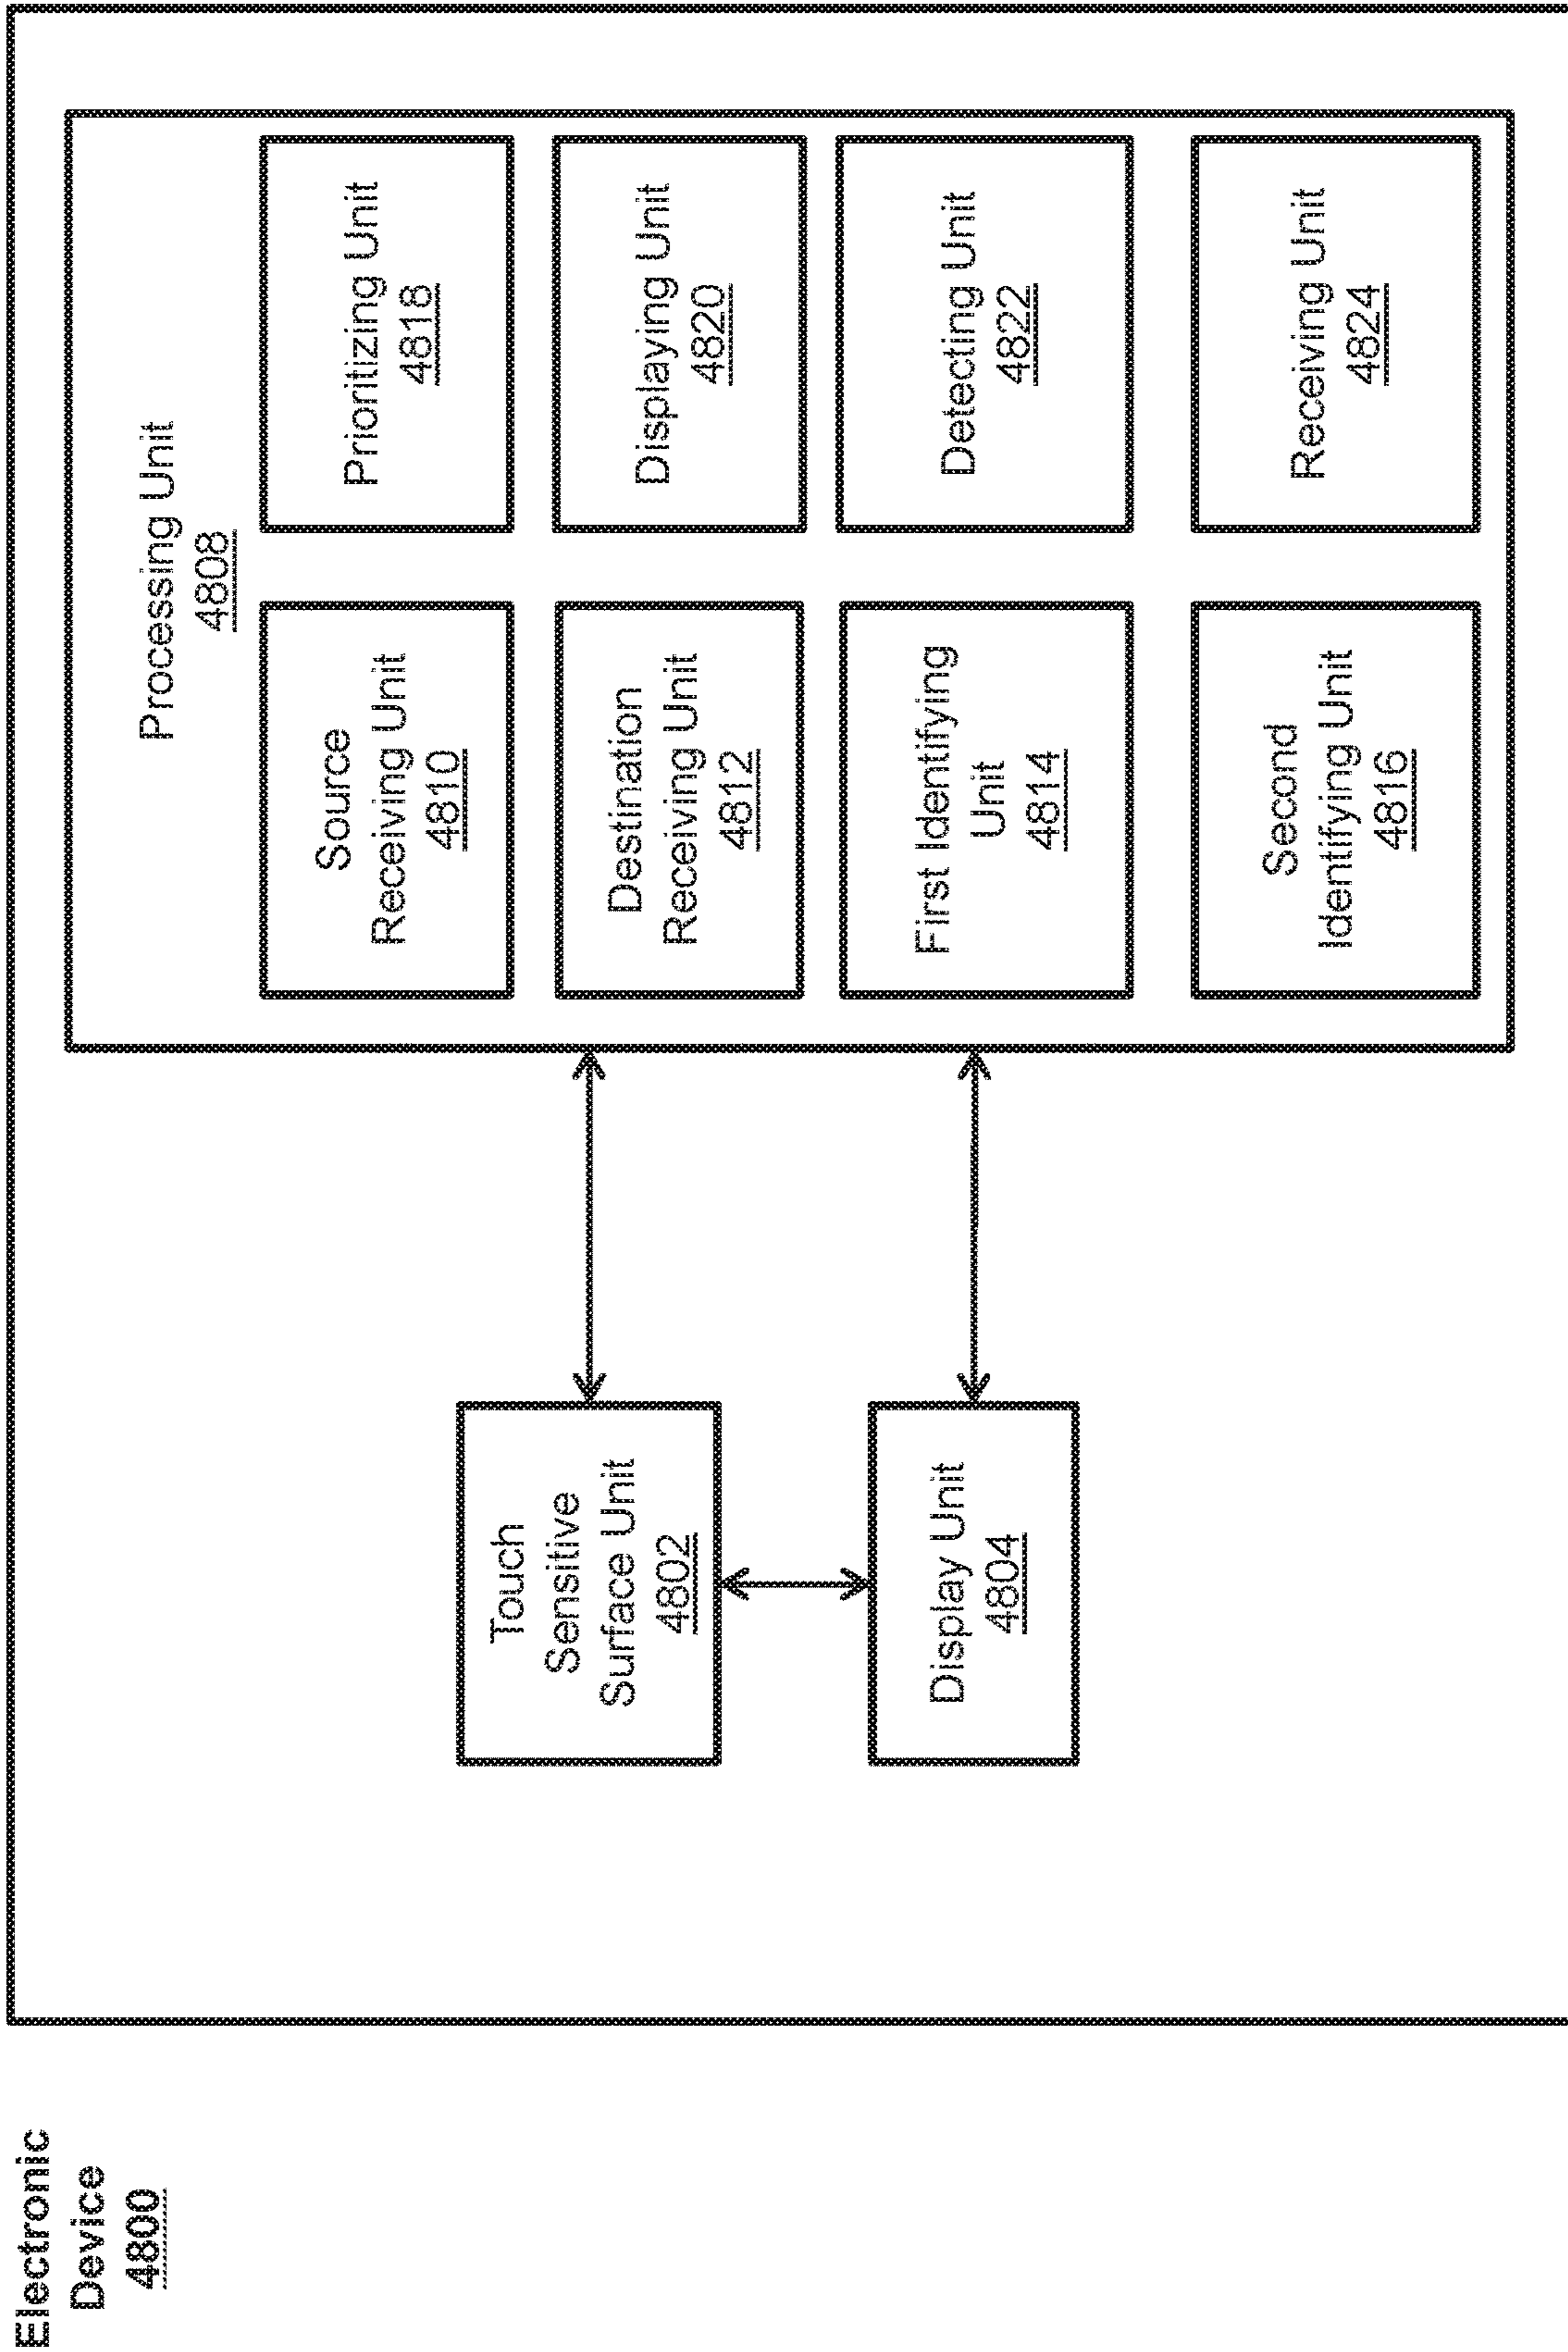 Electronic
Device
4800
Touch
Sensitive
Surface Unit
4802
Display Unit
4804
Processing Unit
4808
Source
Receiving Unit
4810
Prioritizing Unit
4818
Destination
Receiving Unit
4812
Displaying Unit
4820
First Identifying
Unit
4814
Detecting Unit
4822
Second
Identifying Unit
4816
Receiving Unit
4824